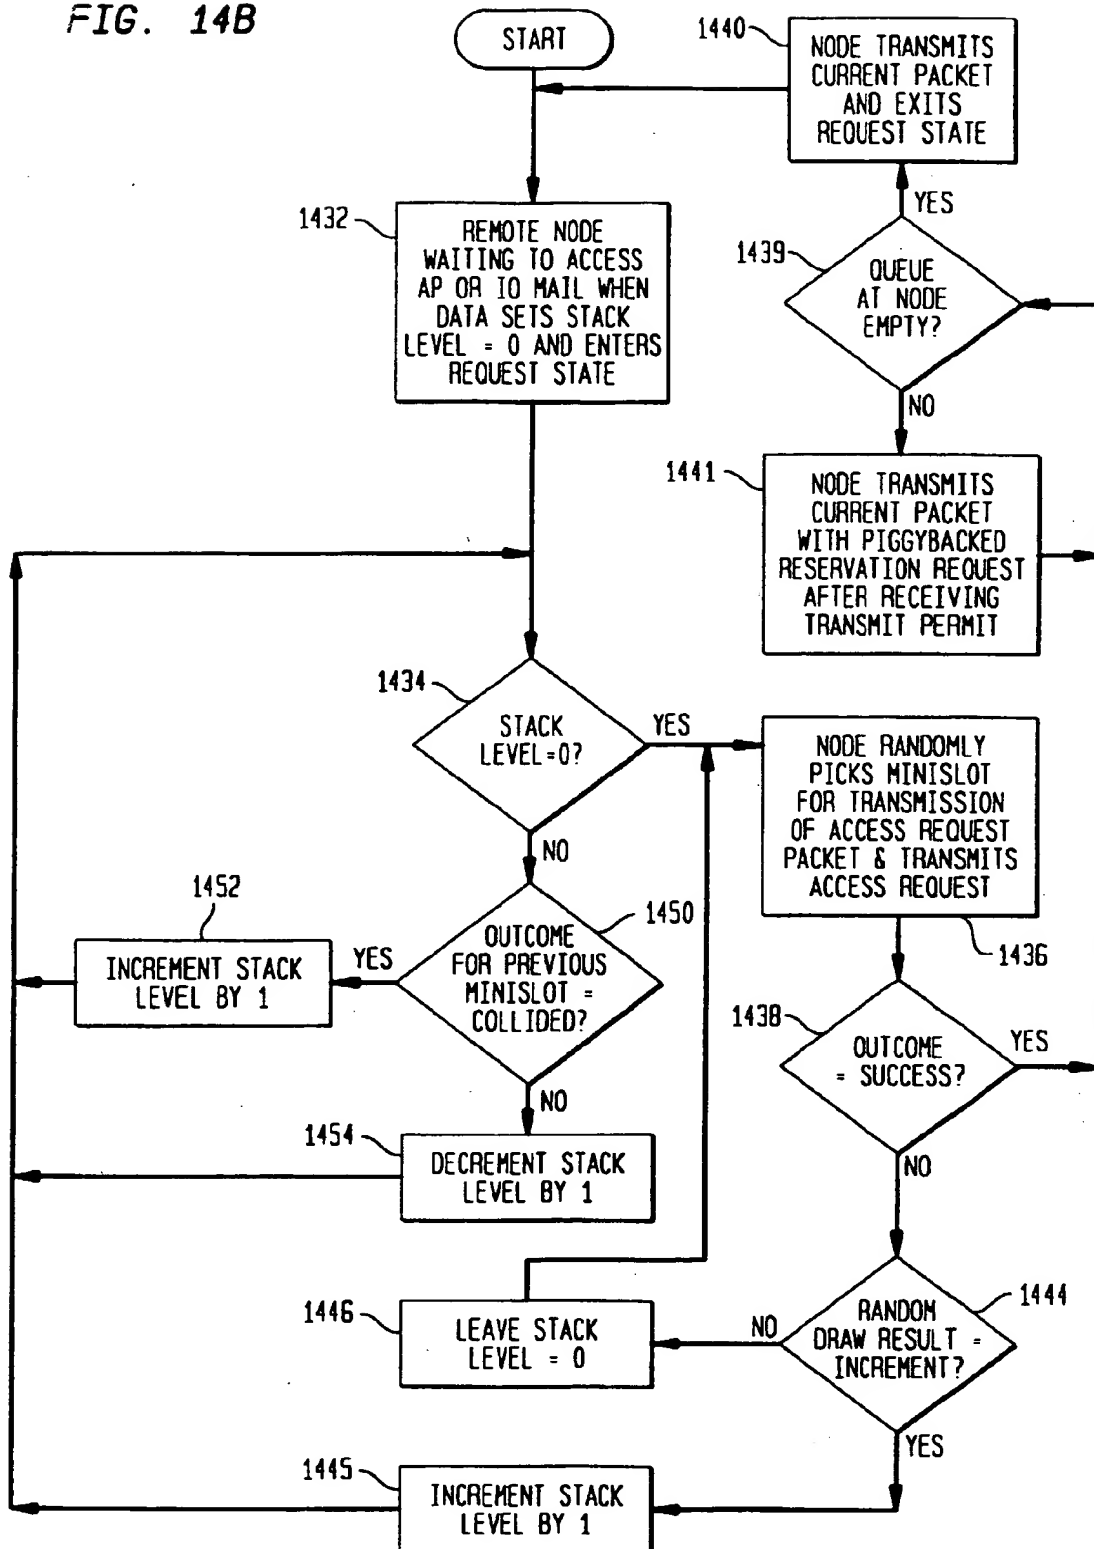 FIG. 14B
START
1440
NODE TRANSMITS
CURRENT PACKET
AND EXITS
REQUEST STATE
YES
1432
REMOTE NODE
WAITING TO ACCESS
AP OR IO MAIL WHEN
DATA SETS STACK
LEVEL = 0 AND ENTERS
REQUEST STATE
1439
QUEUE
AT NODE
EMPTY?
NO
1441
NODE TRANSMITS
CURRENT PACKET
WITH PIGGYBACKED
RESERVATION REQUEST
AFTER RECEIVING
TRANSMIT PERMIT
1434
STACK
LEVEL=0?
YES
NO
NODE RANDOMLY
PICKS MINISLOT
FOR TRANSMISSION
OF ACCESS REQUEST
PACKET & TRANSMITS
ACCESS REQUEST
1436
1452
INCREMENT STACK
LEVEL BY 1
YES
1450
OUTCOME
FOR PREVIOUS
MINISLOT =
COLLIDED?
NO
1438
OUTCOME
= SUCCESS?
YES
NO
1454
DECREMENT STACK
LEVEL BY 1
1446
LEAVE STACK
LEVEL = 0
NO
1444
RANDOM
DRAW RESULT =
INCREMENT?
YES
1445
INCREMENT STACK
LEVEL BY 1